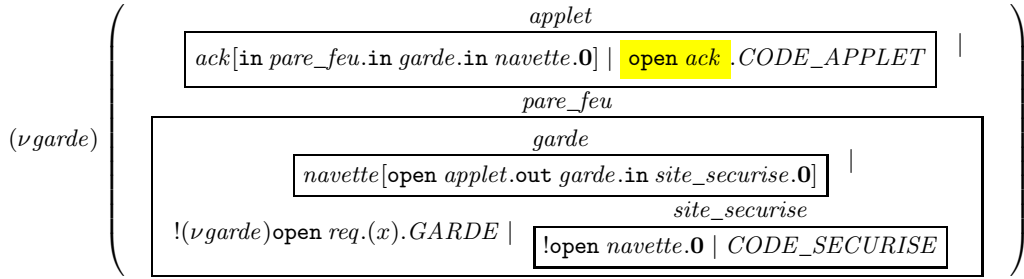 applet
ack[in pare_feu.in garde.in navette.0] | open ack .CODE_APPLET |
pare_feu
(ν garde)
garde
navette[open applet.out garde.in site_securise.0] |
site_securise
!(νgarde)open req.(x).GARDE |
!open navette.0 | CODE_SECURISE